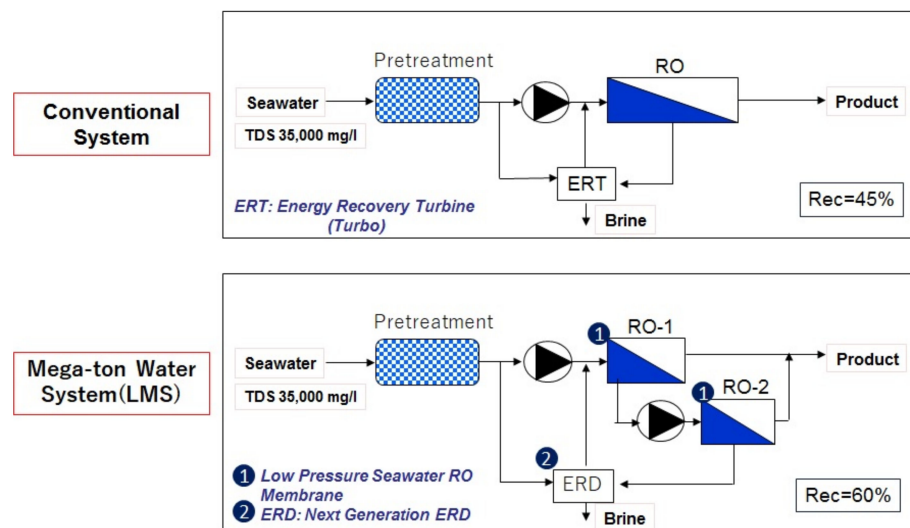 Conventional
System
Pretreatment
RO
Seawater
TDS 35,000 mg/l
Product
ERT
Brine
ERT: Energy Recovery Turbine
(Turbo)
Rec=45%
Mega-ton Water
System(LMS)
Pretreatment
1
RO-1
Seawater
TDS 35,000 mg/l
Product
1
RO-2
2
ERD
Brine
1 Low Pressure Seawater RO
Membrane
2 ERD: Next Generation ERD
Rec=60%